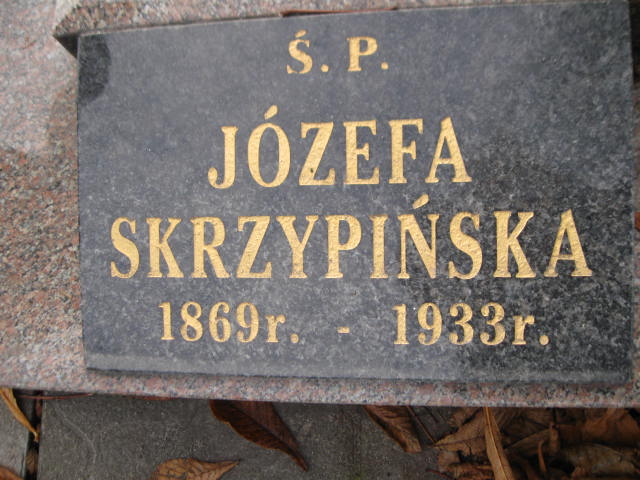 Ś. P.
JÓZEFA
SKRZYPIŃSKA
1869r. - 1933r.